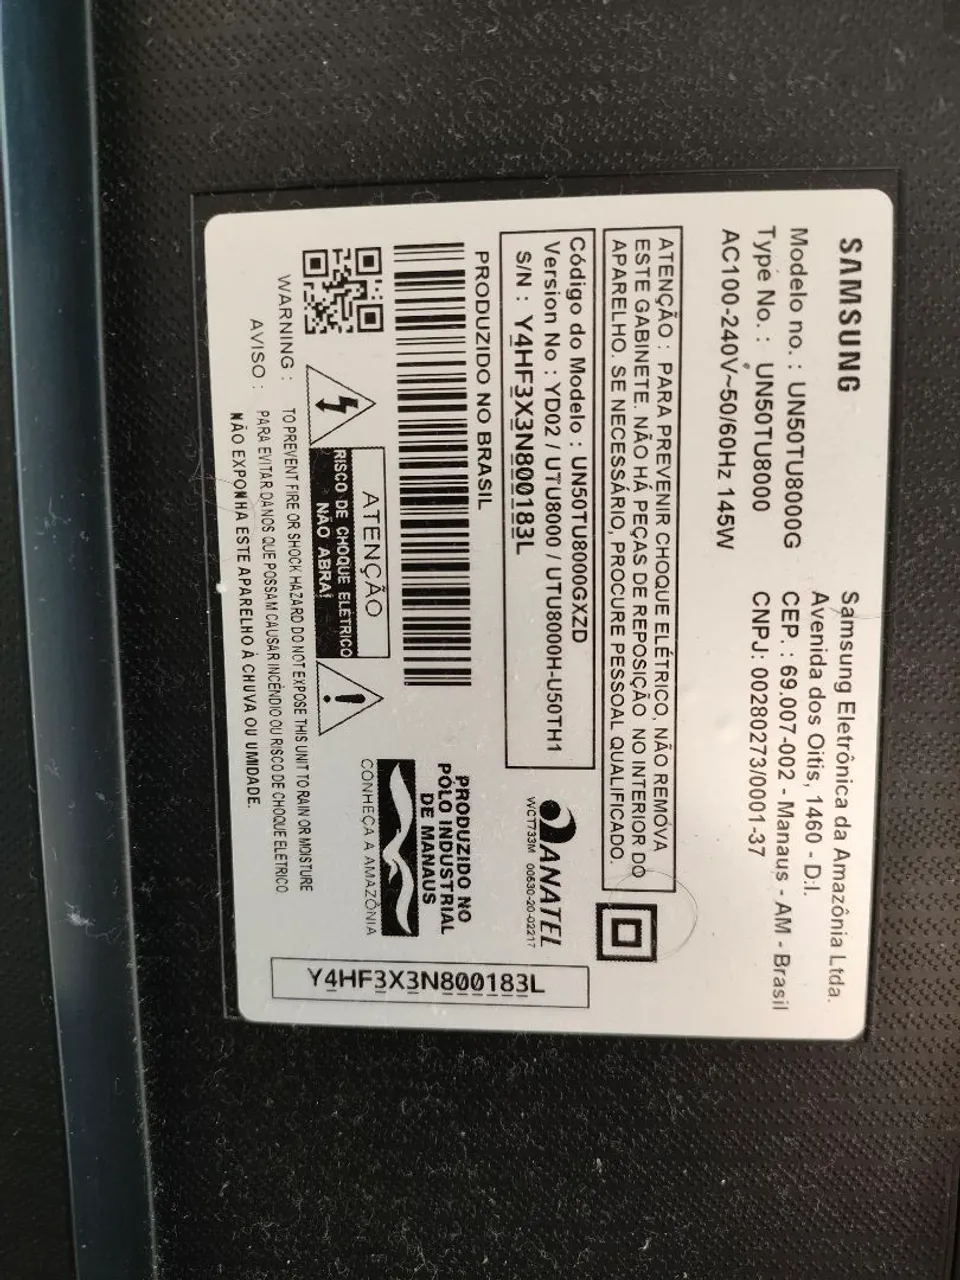 SAMSUNG
Modelo no. : UN50TU8000G
Type No. : UN50TU8000
AC100-240V~50/60Hz 145W
Samsung Eletrônica da Amazônia Ltda.
Avenida dos Oitis, 1460 - D.I.
CEP. : 69.007-002 - Manaus - AM - Brasil
CNPJ: 00280273/0001-37
ATENÇÃO : PARA PREVENIR CHOQUE ELÉTRICO, NÃO REMOVA
ESTE GABINETE. NÃO HÁ PEÇAS DE REPOSIÇÃO NO INTERIOR DO
APARELHO. SE NECESSÁRIO, PROCURE PESSOAL QUALIFICADO.
Código do Modelo : UN50TU8000GXZD
Version No : YD02 / UTU8000 / UTU8000H-U50TH1
S/N : Y4HF3X3N800183L
ANATEL
WCT733M 00630-20-02217
PRODUZIDO NO BRASIL
PRODUZIDO NO
PÓLO INDUSTRIAL
DE MANAUS
CONHEÇA A AMAZÔNIA
ATENÇÃO
RISCO DE CHOQUE ELÉTRICO
NÃO ABRA!
WARNING : TO PREVENT FIRE OR SHOCK HAZARD DO NOT EXPOSE THIS UNIT TO RAIN OR MOISTURE
AVISO : PARA EVITAR DANOS QUE POSSAM CAUSAR INCÊNDIO OU RISCO DE CHOQUE ELÉTRICO
NÃO EXPONHA ESTE APARELHO À CHUVA OU UMIDADE.
Y4HF3X3N800183L